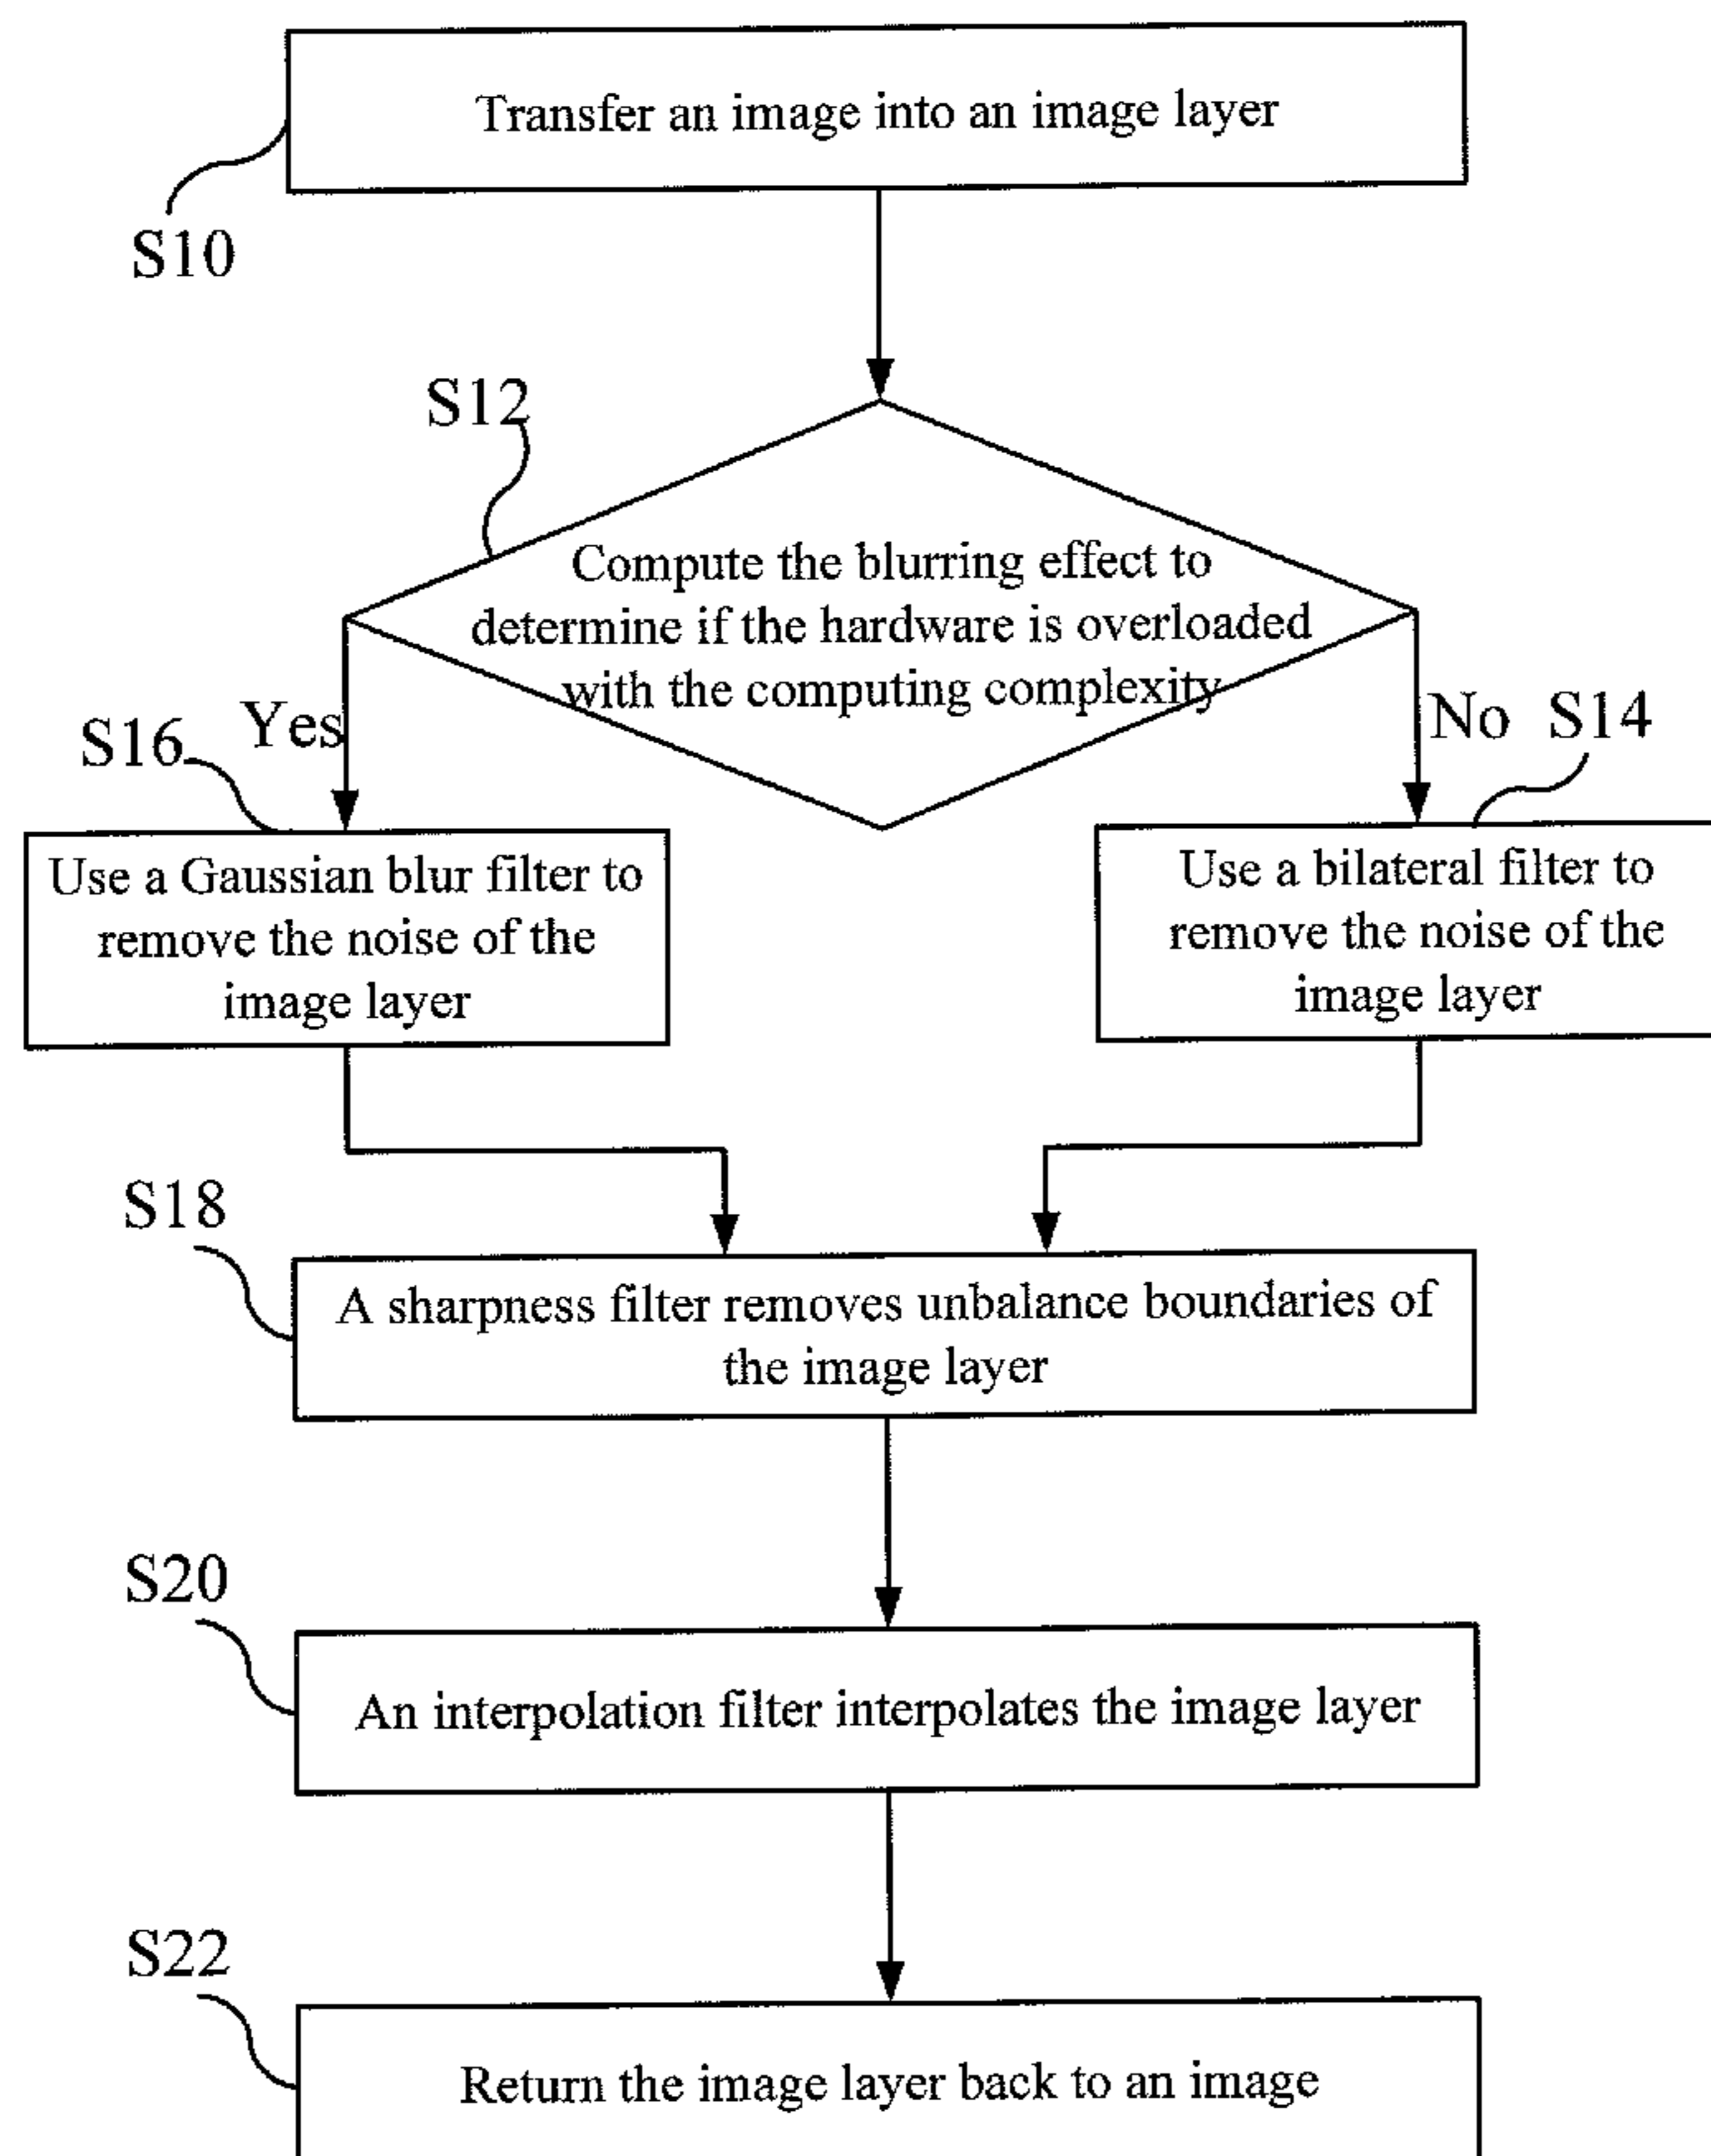 Transfer an image into an image layer
S10
S12
Compute the blurring effect to
determine if the hardware is overloaded
with the computing complexity
Yes
No
S16
S14
Use a Gaussian blur filter to
remove the noise of the
image layer
Use a bilateral filter to
remove the noise of the
image layer
S18
A sharpness filter removes unbalance boundaries of
the image layer
S20
An interpolation filter interpolates the image layer
S22
Return the image layer back to an image